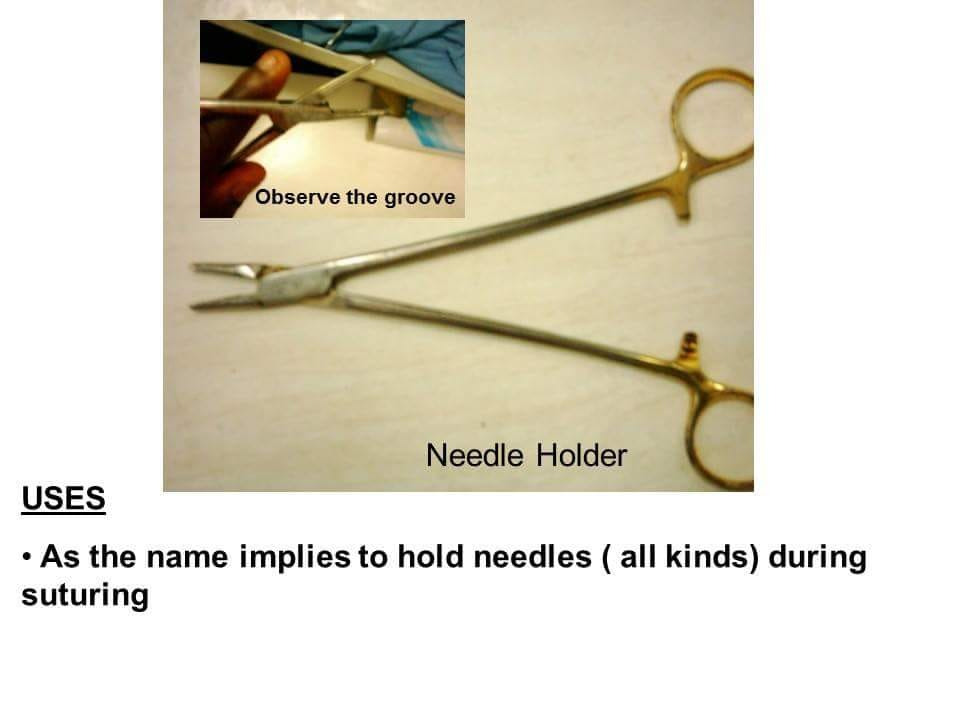 Observe the groove
Needle Holder
USES
• As the name implies to hold needles ( all kinds) during
suturing